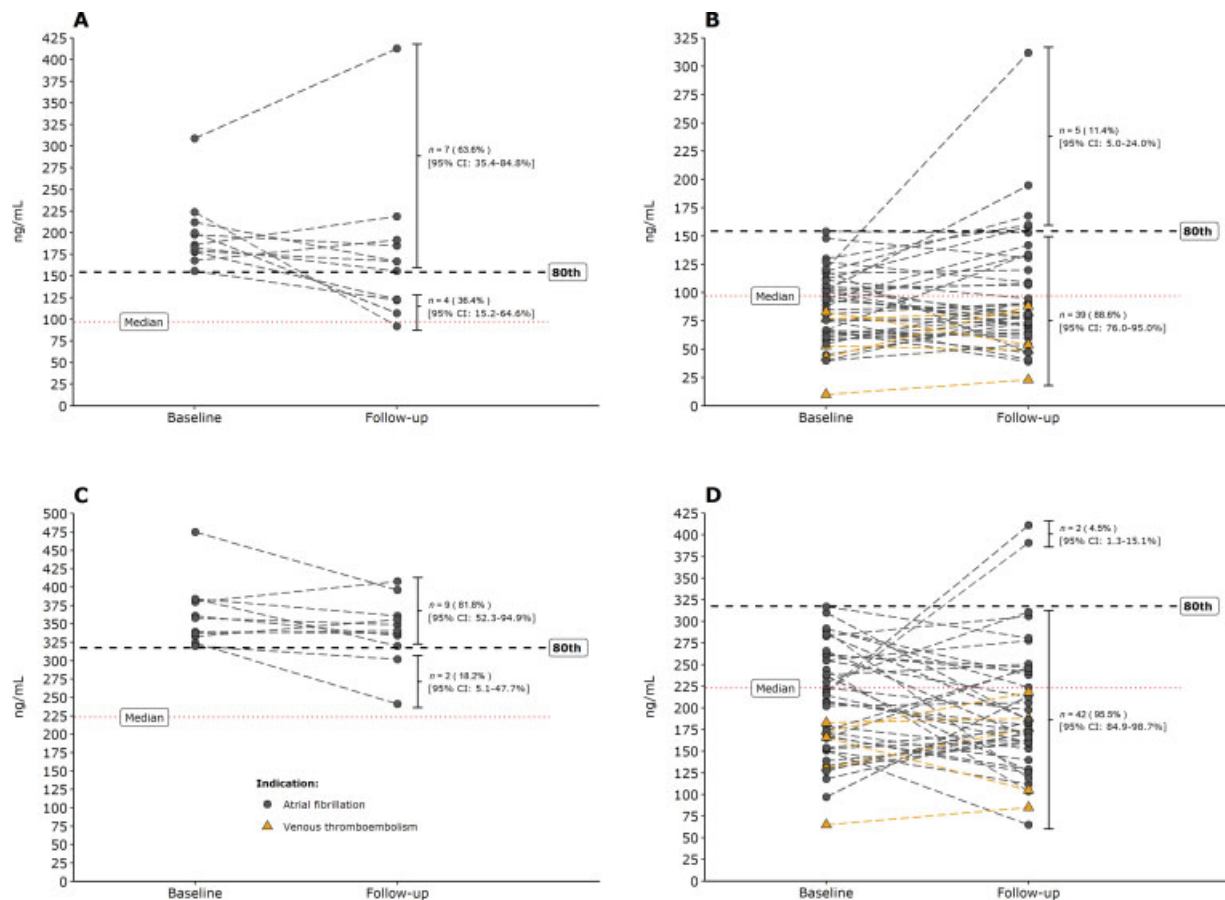 A
ng/mL
425
400
375
350
325
300
275
250
225
200
175
150
125
100
75
50
25
0
n = 7 ( 63.6% )
[95% CI: 35.4-84.8%]
80th
n = 4 ( 36.4% )
[95% CI: 15.2-64.6%]
Median
Baseline Follow-up
B
ng/mL
325
300
275
250
225
200
175
150
125
100
75
50
25
0
n = 5 ( 11.4% )
[95% CI: 5.0-24.0%]
80th
Median
n = 39 ( 88.6% )
[95% CI: 76.0-95.0%]
Baseline Follow-up
C
ng/mL
500
475
450
425
400
375
350
325
300
275
250
225
200
175
150
125
100
75
50
25
0
n = 9 ( 81.8% )
[95% CI: 52.3-94.9%]
80th
n = 2 ( 18.2% )
[95% CI: 5.1-47.7%]
Median
Indication:
Atrial fibrillation
Venous thromboembolism
Baseline Follow-up
D
ng/mL
425
400
375
350
325
300
275
250
225
200
175
150
125
100
75
50
25
0
n = 2 ( 4.5% )
[95% CI: 1.3-15.1%]
80th
Median
n = 42 ( 95.5% )
[95% CI: 84.9-98.7%]
Baseline Follow-up